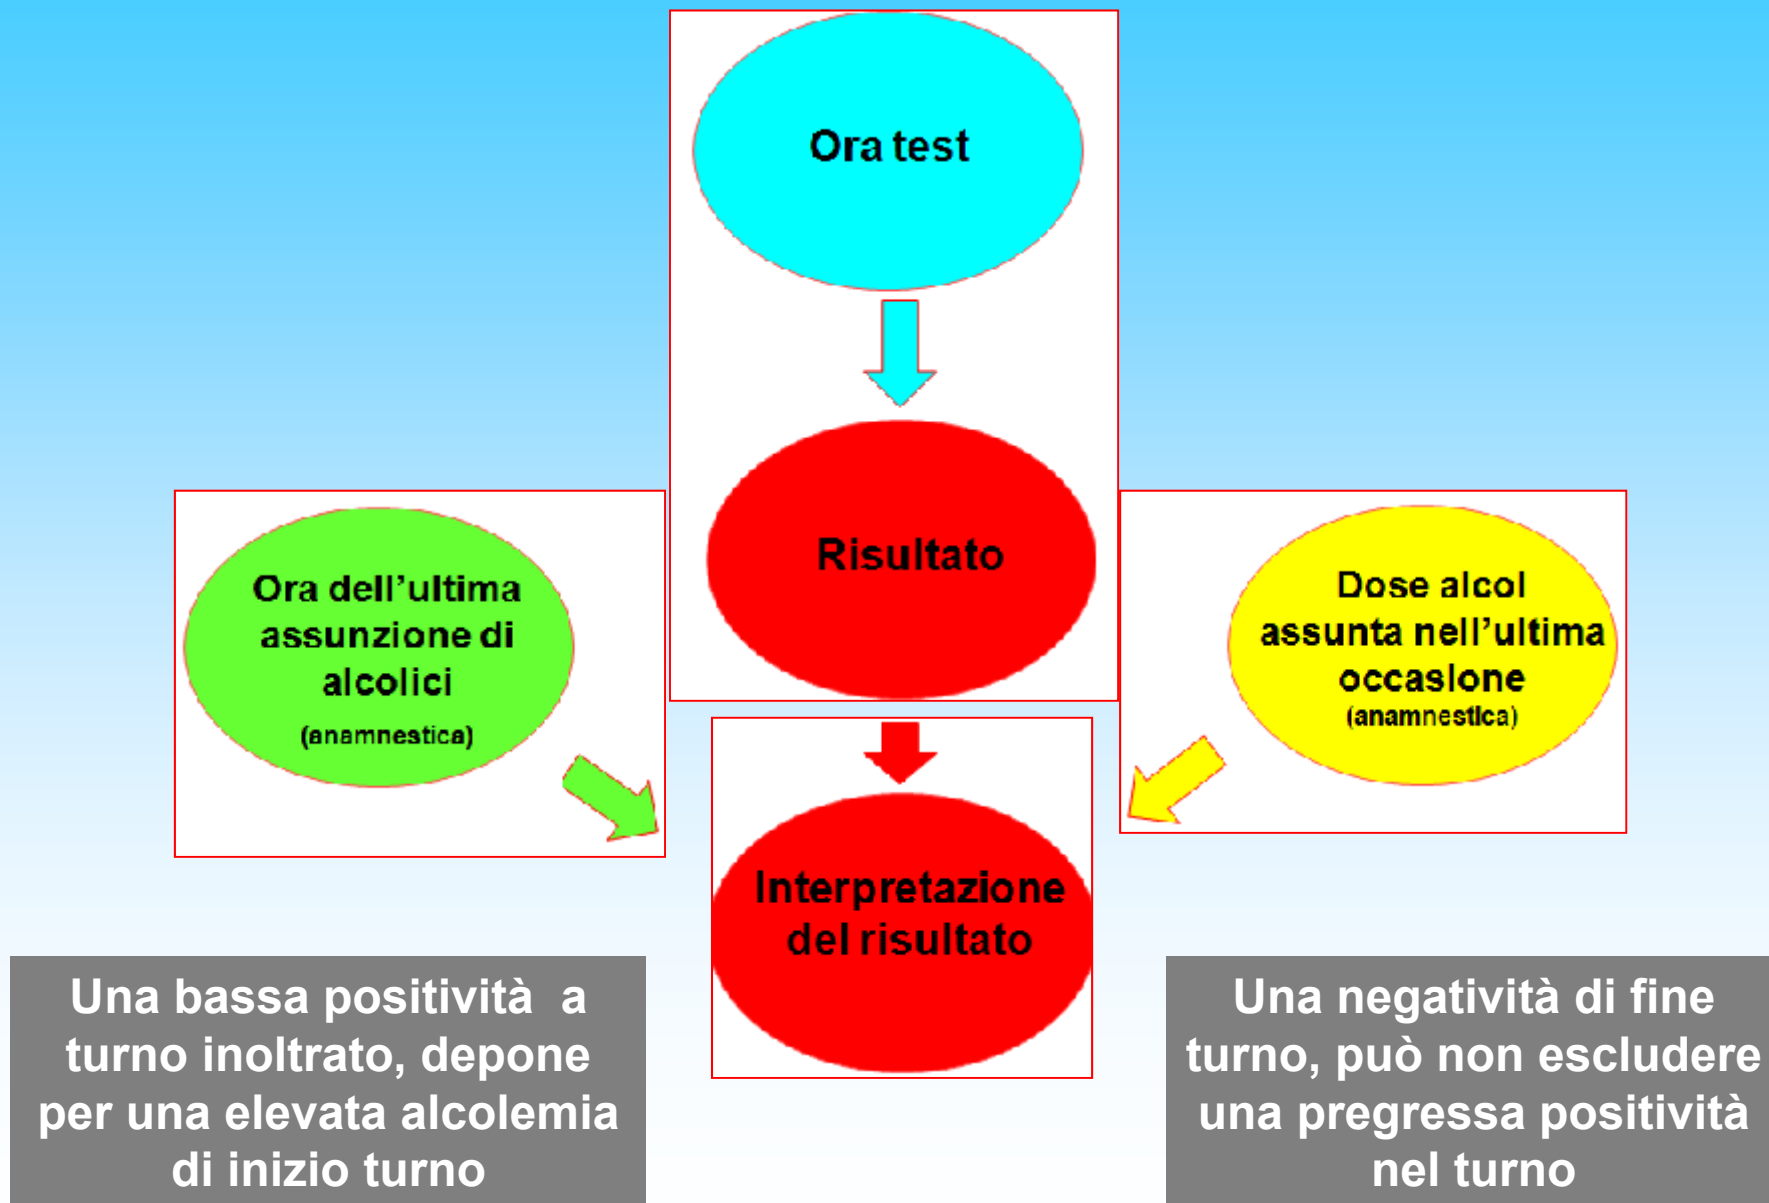 Ora test
Risultato
Ora dell'ultima
assunzione di
alcolici
(anamnestica)
Dose alcol
assunta nell'ultima
occasione
(anamnestica)
Interpretazione
del risultato
Una bassa positività a
turno inoltrato, depone
per una elevata alcolemia
di inizio turno
Una negatività di fine
turno, può non escludere
una pregressa positività
nel turno